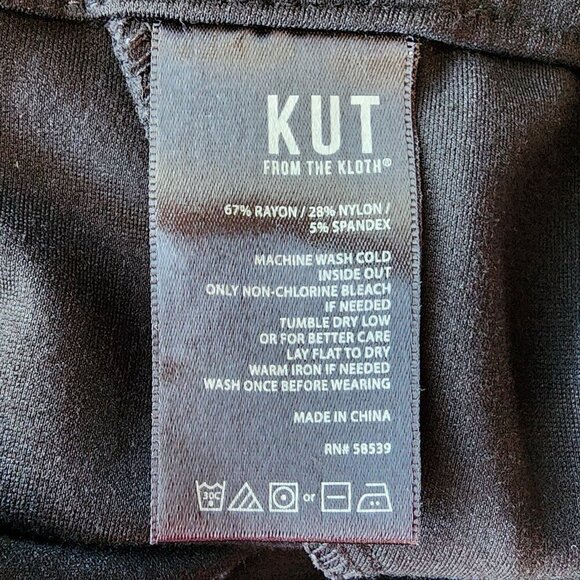 KUT
FROM THE KLOTH®
67% RAYON / 28% NYLON /
5% SPANDEX
MACHINE WASH COLD
INSIDE OUT
ONLY NON-CHLORINE BLEACH
IF NEEDED
TUMBLE DRY LOW
OR FOR BETTER CARE
LAY FLAT TO DRY
WARM IRON IF NEEDED
WASH ONCE BEFORE WEARING
MADE IN CHINA
RN# 58539
30C or